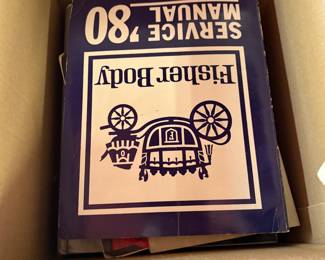 Fisher Body
SERVICE '80
MANUAL